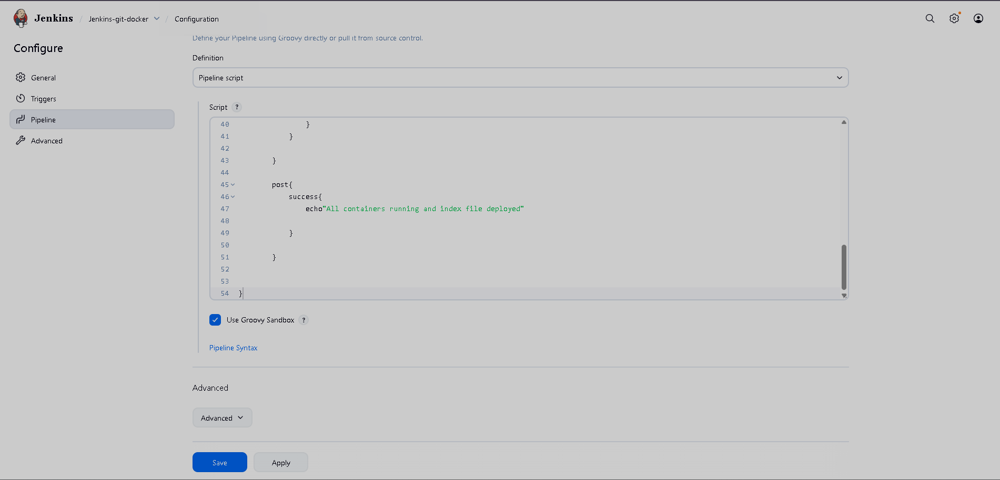 Jenkins / Jenkins-git-docker / Configuration
Configure
General
Triggers
Pipeline
Advanced
Define your Pipeline using Groovy directly or pull it from source control.
Definition
Pipeline script
Script ?
40 }
41 }
42
43 }
44
45 post{
46 success{
47 echo"All containers running and index file deployed"
48
49 }
50
51 }
52
53
54 }
Use Groovy Sandbox ?
Pipeline Syntax
Advanced
Advanced
Save Apply